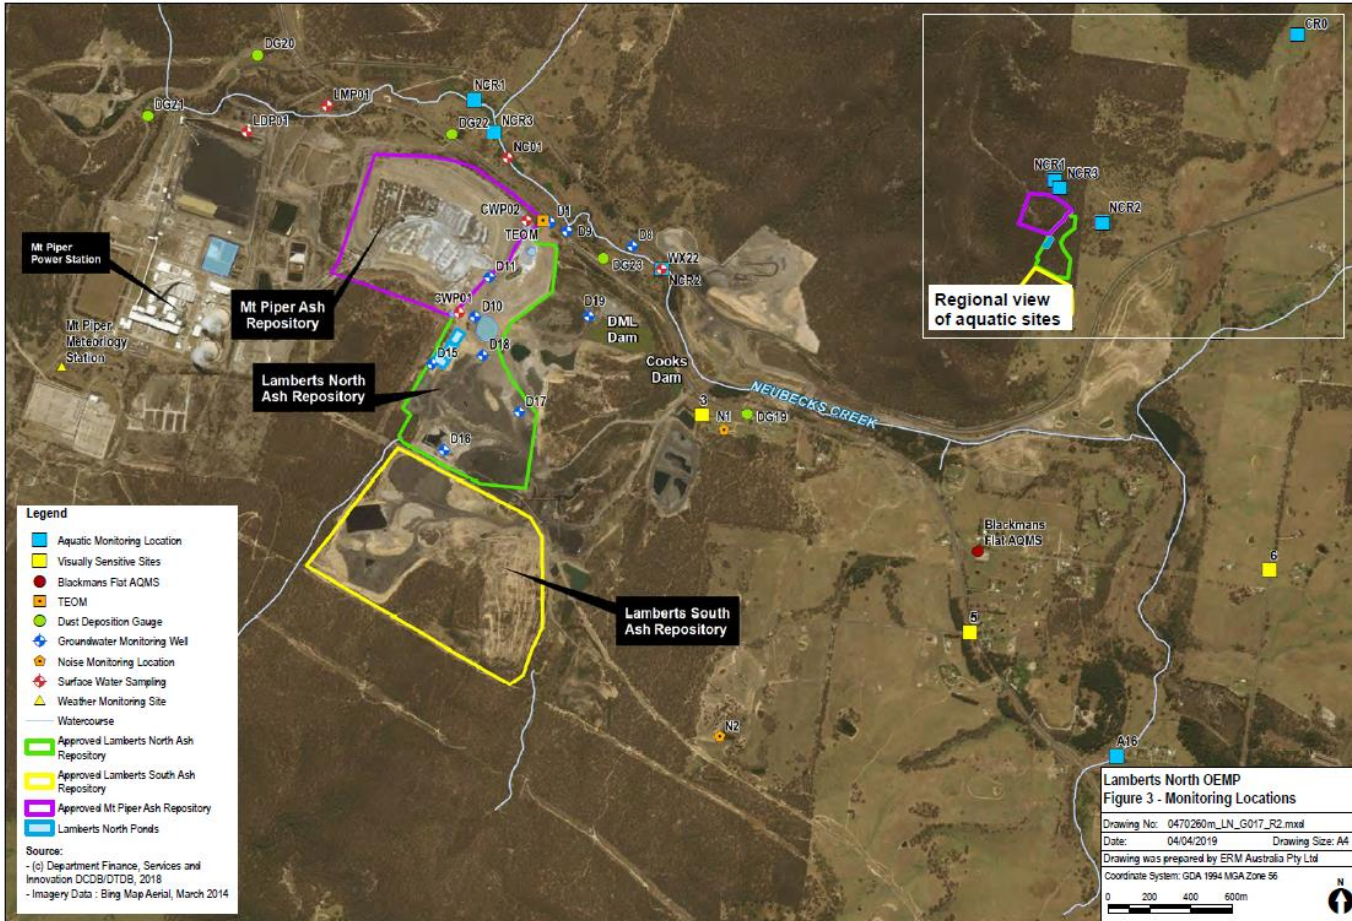 CR0
DG20
LMP01
NCR1
DG21
LDP01
DG22
NCR3
NC01
NCR1
NCR3
NCR2
CWP02
D1
TEOM
D9
D8
Mt Piper
Power Station
DG23
WX22
NCR2
D11
Mt Piper Ash
Repository
CWP01
D10
D19
Regional view
of aquatic sites
DML
Dam
Mt Piper
Meteorlogy
Station
D15
D18
Cooks
Dam
Lamberts North
Ash Repository
NEUBECKS CREEK
D17
3
N1
DG19
D16
Blackmans
Flat AQMS
6
Lamberts South
Ash Repository
5
N2
A16
Legend
Aquatic Monitoring Location
Visually Sensitive Sites
Blackmans Flat AQMS
TEOM
Dust Deposition Gauge
Groundwater Monitoring Well
Noise Monitoring Location
Surface Water Sampling
Weather Monitoring Site
Watercourse
Approved Lamberts North Ash
Repository
Approved Lamberts South Ash
Repository
Approved Mt Piper Ash Repository
Lamberts North Ponds
Source:
- (c) Department Finance, Services and
Innovation DCDB/DTDB, 2018
- Imagery Data : Bing Map Aerial, March 2014
Lamberts North OEMP
Figure 3 - Monitoring Locations
Drawing No: 0470260m_LN_G017_R2.mxd
Date: 04/04/2019 Drawing Size: A4
Drawing was prepared by ERM Australia Pty Ltd
Coordinate System: GDA 1994 MGA Zone 56
N
0 200 400 600m